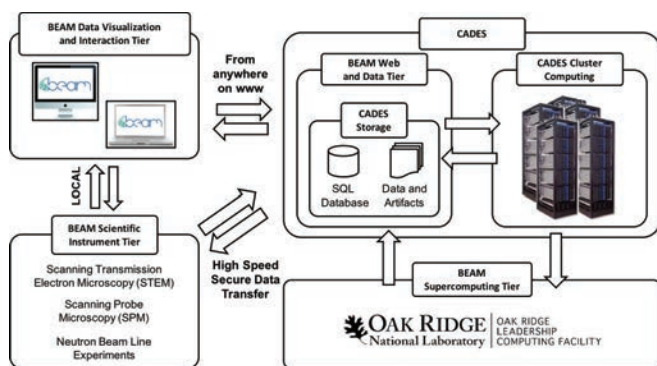 BEAM Data Visualization
and Interaction Tier
beam
beam
From
anywhere
on www
CADES
BEAM Web
and Data Tier
CADES
Storage
SQL
Database
Data and
Artifacts
CADES Cluster
Computing
LOCAL
BEAM Scientific
Instrument Tier
Scanning Transmission
Electron Microscopy (STEM)
Scanning Probe
Microscopy (SPM)
Neutron Beam Line
Experiments
High Speed
Secure Data
Transfer
BEAM
Supercomputing Tier
OAK RIDGE
National Laboratory
OAK RIDGE
LEADERSHIP
COMPUTING FACILITY